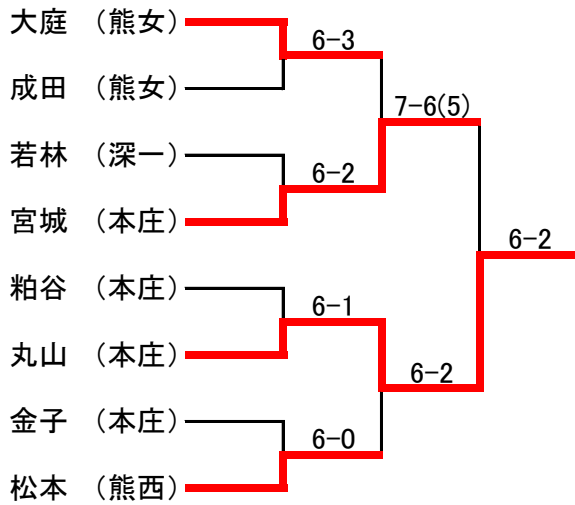 大庭 （熊女）
6-3
成田 （熊女）
7-6(5)
若林 （深一）
6-2
宮城 （本庄）
6-2
粕谷 （本庄）
6-1
丸山 （本庄）
6-2
金子 （本庄）
6-0
松本 （熊西）